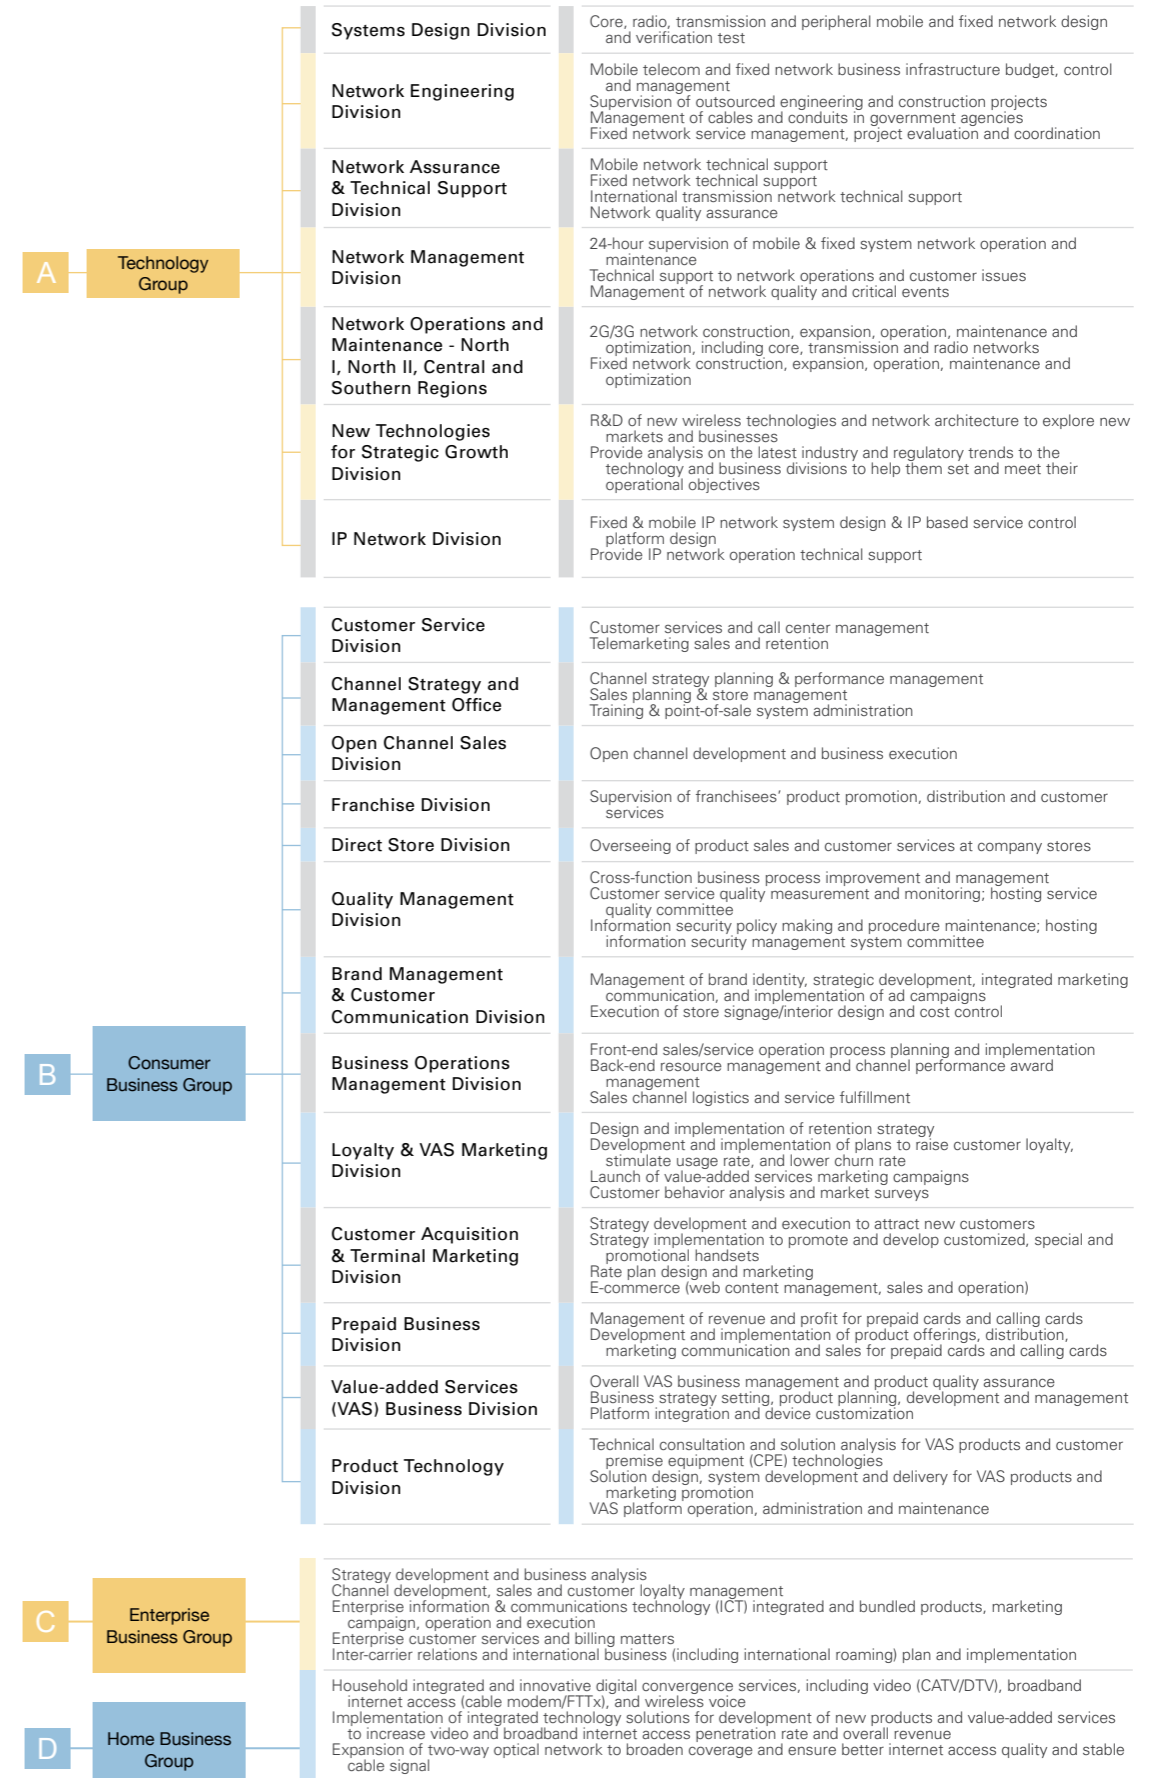 A
Technology
Group
Systems Design Division
Core, radio, transmission and peripheral mobile and fixed network design
and verification test
Network Engineering
Division
Mobile telecom and fixed network business infrastructure budget, control
and management
Supervision of outsourced engineering and construction projects
Management of cables and conduits in government agencies
Fixed network service management, project evaluation and coordination
Network Assurance
& Technical Support
Division
Mobile network technical support
Fixed network technical support
International transmission network technical support
Network quality assurance
Network Management
Division
24-hour supervision of mobile & fixed system network operation and
maintenance
Technical support to network operations and customer issues
Management of network quality and critical events
Network Operations and
Maintenance - North
I, North II, Central and
Southern Regions
2G/3G network construction, expansion, operation, maintenance and
optimization, including core, transmission and radio networks
Fixed network construction, expansion, operation, maintenance and
optimization
New Technologies
for Strategic Growth
Division
R&D of new wireless technologies and network architecture to explore new
markets and businesses
Provide analysis on the latest industry and regulatory trends to the
technology and business divisions to help them set and meet their
operational objectives
IP Network Division
Fixed & mobile IP network system design & IP based service control
platform design
Provide IP network operation technical support
B
Consumer
Business Group
Customer Service
Division
Customer services and call center management
Telemarketing sales and retention
Channel Strategy and
Management Office
Channel strategy planning & performance management
Sales planning & store management
Training & point-of-sale system administration
Open Channel Sales
Division
Open channel development and business execution
Franchise Division
Supervision of franchisees' product promotion, distribution and customer
services
Direct Store Division
Overseeing of product sales and customer services at company stores
Quality Management
Division
Cross-function business process improvement and management
Customer service quality measurement and monitoring; hosting service
quality committee
Information security policy making and procedure maintenance; hosting
information security management system committee
Brand Management
& Customer
Communication Division
Management of brand identity, strategic development, integrated marketing
communication, and implementation of ad campaigns
Execution of store signage/interior design and cost control
Business Operations
Management Division
Front-end sales/service operation process planning and implementation
Back-end resource management and channel performance award
management
Sales channel logistics and service fulfillment
Loyalty & VAS Marketing
Division
Design and implementation of retention strategy
Development and implementation of plans to raise customer loyalty,
stimulate usage rate, and lower churn rate
Launch of value-added services marketing campaigns
Customer behavior analysis and market surveys
Customer Acquisition
& Terminal Marketing
Division
Strategy development and execution to attract new customers
Strategy implementation to promote and develop customized, special and
promotional handsets
Rate plan design and marketing
E-commerce (web content management, sales and operation)
Prepaid Business
Division
Management of revenue and profit for prepaid cards and calling cards
Development and implementation of product offerings, distribution,
marketing communication and sales for prepaid cards and calling cards
Value-added Services
(VAS) Business Division
Overall VAS business management and product quality assurance
Business strategy setting, product planning, development and management
Platform integration and device customization
Product Technology
Division
Technical consultation and solution analysis for VAS products and customer
premise equipment (CPE) technologies
Solution design, system development and delivery for VAS products and
marketing promotion
VAS platform operation, administration and maintenance
C
Enterprise
Business Group
Strategy development and business analysis
Channel development, sales and customer loyalty management
Enterprise information & communications technology (ICT) integrated and bundled products, marketing
campaign, operation and execution
Enterprise customer services and billing matters
Inter-carrier relations and international business (including international roaming) plan and implementation
D
Home Business
Group
Household integrated and innovative digital convergence services, including video (CATV/DTV), broadband
internet access (cable modem/FTTx), and wireless voice
Implementation of integrated technology solutions for development of new products and value-added services
to increase video and broadband internet access penetration rate and overall revenue
Expansion of two-way optical network to broaden coverage and ensure better internet access quality and stable
cable signal